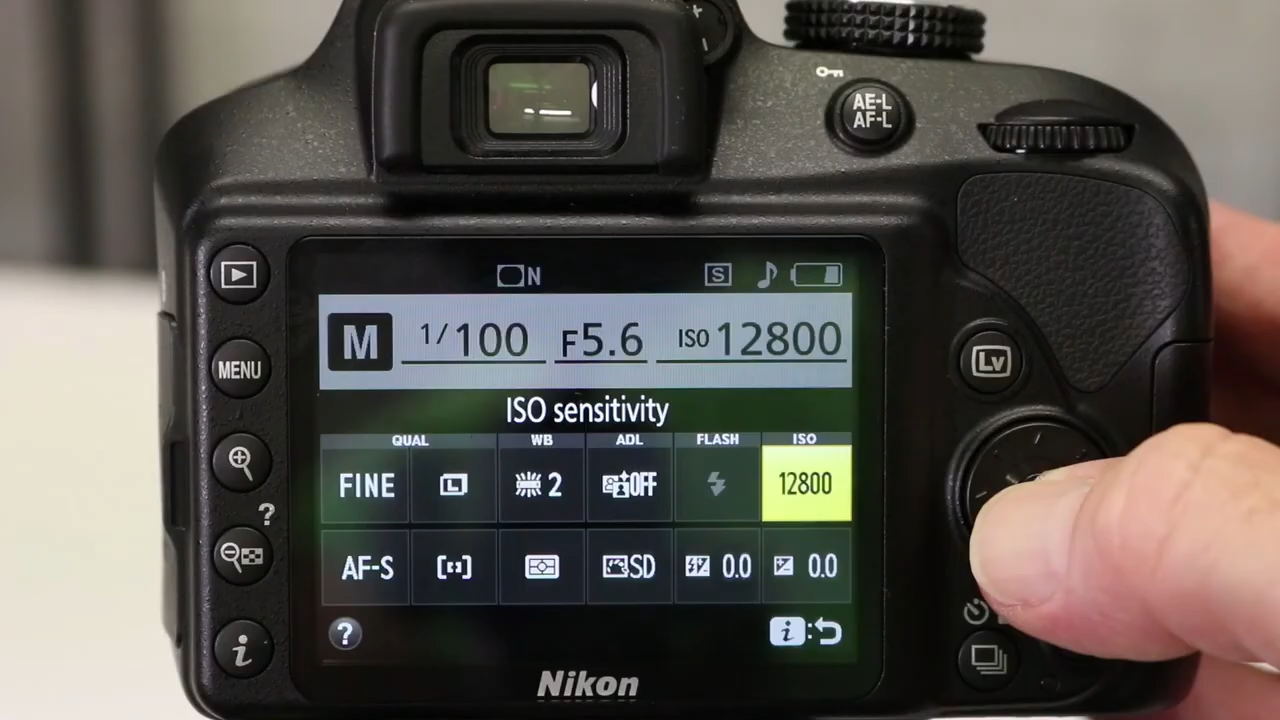 AE-L
AF-L
N
S
M 1/100 F5.6 ISO 12800
MENU
ISO sensitivity
QUAL WB ADL FLASH ISO
FINE L 2 OFF 12800
AF-S SD 0.0 0.0
?
? i
i
Lv
Nikon